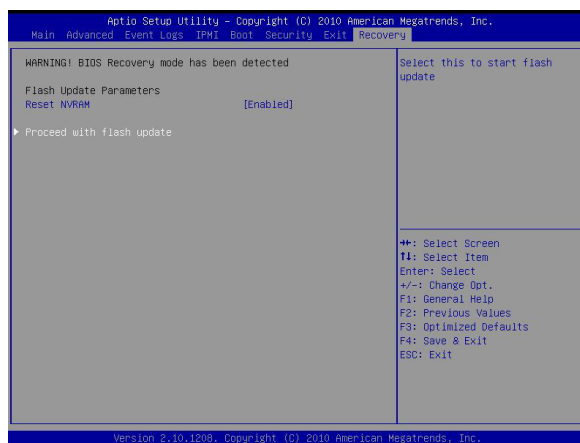 Aptio Setup Utility – Copyright (C) 2010 American Megatrends, Inc.
Main Advanced Event Logs IPMI Boot Security Exit Recovery
WARNING! BIOS Recovery mode has been detected
Flash Update Parameters
Reset NVRAM [Enabled]
▶ Proceed with flash update
Select this to start flash
update
→←: Select Screen
↑↓: Select Item
Enter: Select
+/-: Change Opt.
F1: General Help
F2: Previous Values
F3: Optimized Defaults
F4: Save & Exit
ESC: Exit
Version 2.10.1208. Copyright (C) 2010 American Megatrends, Inc.